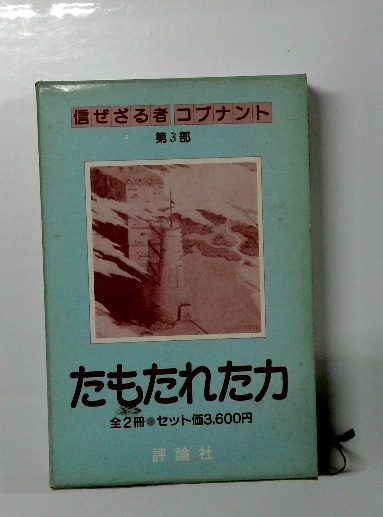 信ぜざる者 コブナント
第3部
たもたれた力
全2冊●セット価3,600円
評論社